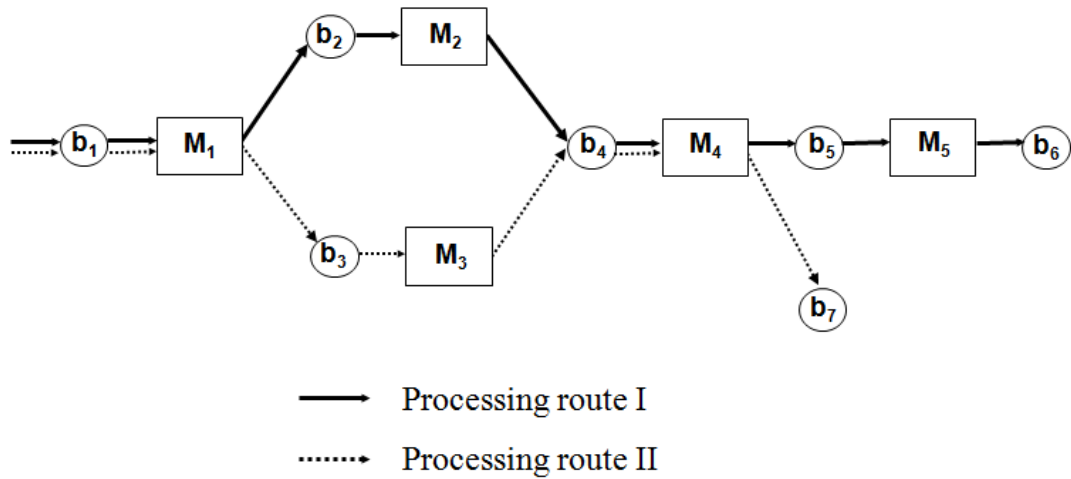 b2 M2
b1 M1 b4 M4 b5 M5 b6
b3 M3
b7
Processing route I
Processing route II